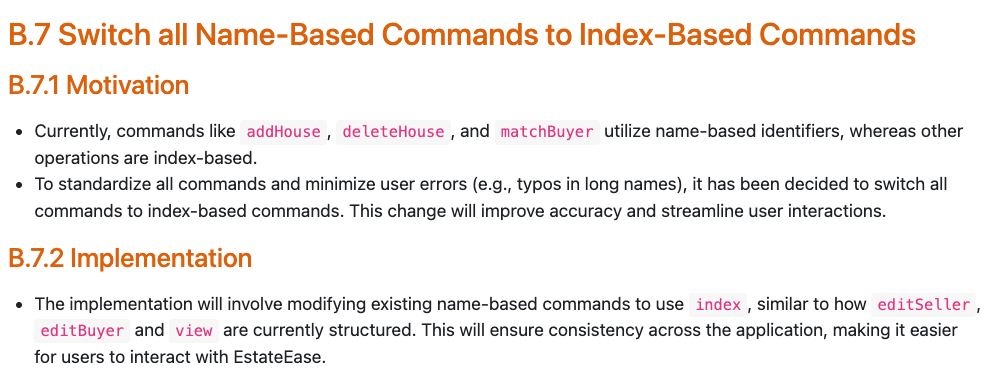 B.7 Switch all Name-Based Commands to Index-Based Commands
B.7.1 Motivation
• Currently, commands like addHouse, deleteHouse, and matchBuyer utilize name-based identifiers, whereas other
operations are index-based.
• To standardize all commands and minimize user errors (e.g., typos in long names), it has been decided to switch all
commands to index-based commands. This change will improve accuracy and streamline user interactions.
B.7.2 Implementation
• The implementation will involve modifying existing name-based commands to use index, similar to how editSeller,
editBuyer and view are currently structured. This will ensure consistency across the application, making it easier
for users to interact with EstateEase.